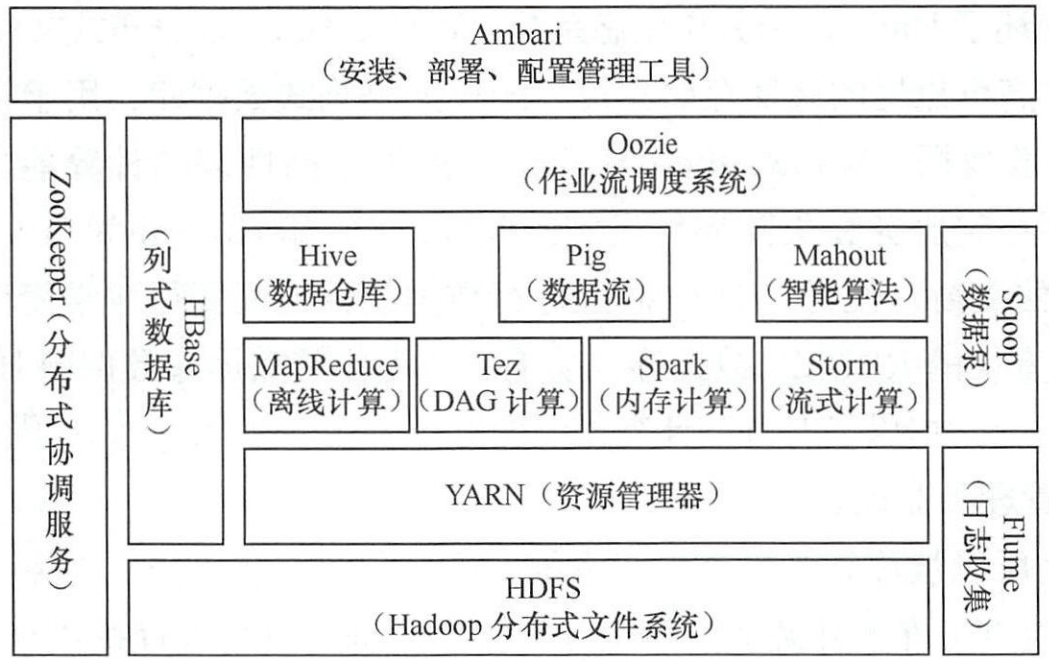 Ambari
（安装、部署、配置管理工具）
ZooKeeper（分布式协调服务）
HBase
（列式数据库）
Oozie
（作业流调度系统）
Hive
（数据仓库）
Pig
（数据流）
Mahout
（智能算法）
Sqoop
（数据泵）
MapReduce
（离线计算）
Tez
（DAG 计算）
Spark
（内存计算）
Storm
（流式计算）
YARN（资源管理器）
Flume
（日志收集）
HDFS
（Hadoop 分布式文件系统）